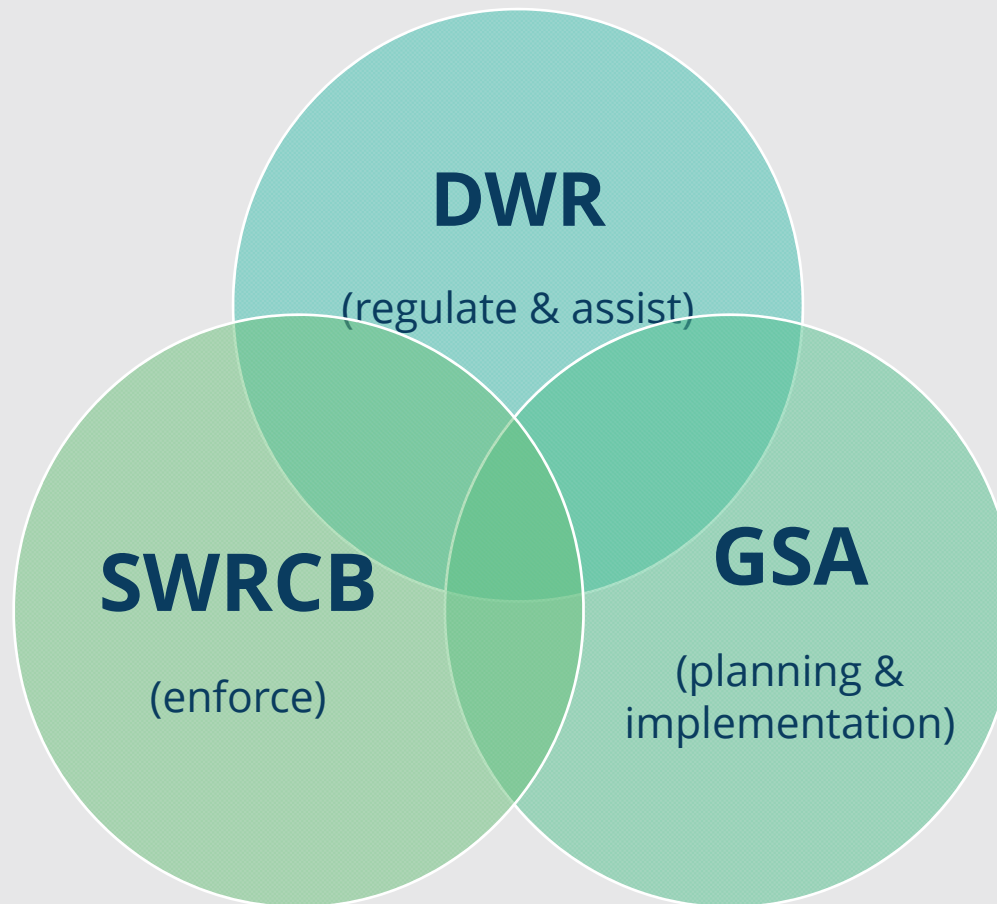 DWR
(regulate & assist)
SWRCB
(enforce)
GSA
(planning &
implementation)